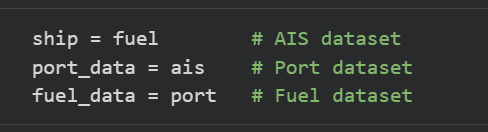 ship = fuel # AIS dataset
port_data = ais # Port dataset
fuel_data = port # Fuel dataset